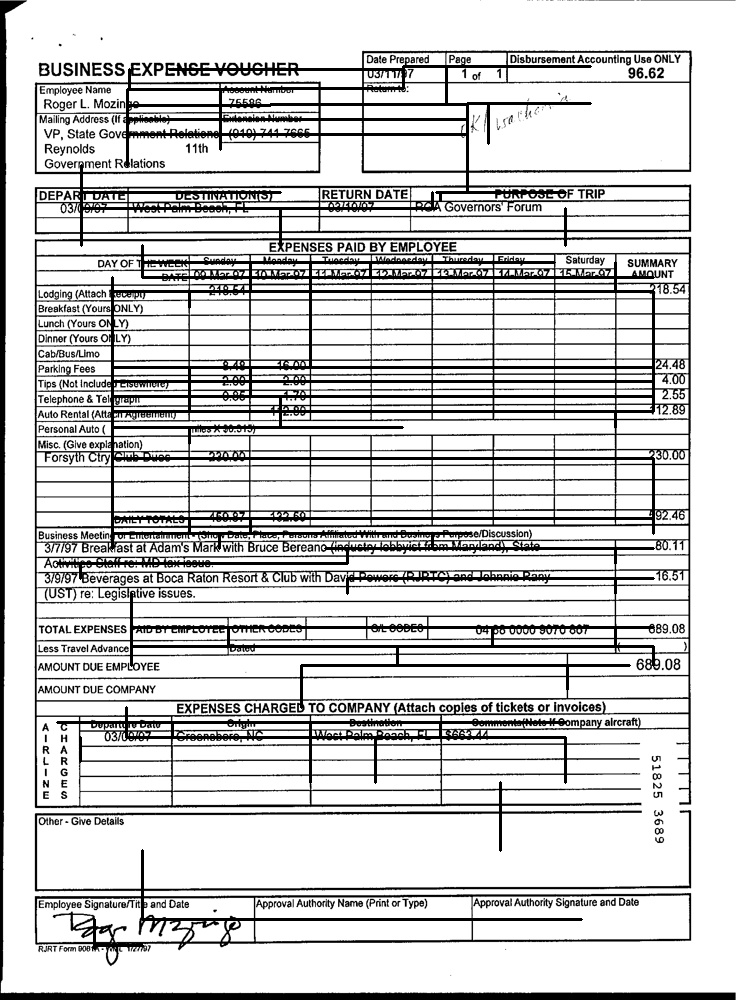 BUSINESS EXPENSE VOUCHER
Date Prepared Page Disbursement Accounting Use ONLY
03/11/97 1 of 1 96.62
Employee Name Account Number Return to:
Roger L. Mozingo 75586
Mailing Address (If applicable) Extension Number
VP, State Government Relations (910) 741-7665
Reynolds 11th
Government Relations
DEPART DATE DESTINATION(S) RETURN DATE PURPOSE OF TRIP
03/09/97 West Palm Beach, FL 03/10/97 RGA Governors' Forum
EXPENSES PAID BY EMPLOYEE
DAY OF THE WEEK Sunday Monday Tuesday Wednesday Thursday Friday Saturday SUMMARY
DATE 09-Mar-97 10-Mar-97 11-Mar-97 12-Mar-97 13-Mar-97 14-Mar-97 15-Mar-97 AMOUNT
Lodging (Attach Receipt) 218.54 218.54
Breakfast (Yours ONLY)
Lunch (Yours ONLY)
Dinner (Yours ONLY)
Cab/Bus/Limo
Parking Fees 8.48 16.00 24.48
Tips (Not Included Elsewhere) 2.00 2.00 4.00
Telephone & Telegraph 0.85 1.70 2.55
Auto Rental (Attach Agreement) 112.89 112.89
Personal Auto ( miles X $0.315)
Misc. (Give explanation)
Forsyth Ctry Club Dues 230.00 230.00
DAILY TOTALS 459.87 132.59 592.46
Business Meeting or Entertainment - (Show Date, Place, Persons Affiliated With and Business Purpose/Discussion)
3/7/97 Breakfast at Adam's Mark with Bruce Bereano (industry lobbyist from Maryland), State 80.11
Activities Staff re: MD tax issue.
3/9/97 Beverages at Boca Raton Resort & Club with David Powers (RJRTC) and Johnnie Rany 16.51
(UST) re: Legislative issues.
TOTAL EXPENSES PAID BY EMPLOYEE OTHER CODES G/L CODES 0000 9070 689.08
Less Travel Advance Dated ( )
AMOUNT DUE EMPLOYEE 689.08
AMOUNT DUE COMPANY
EXPENSES CHARGED TO COMPANY (Attach copies of tickets or invoices)
AIRLINE CHARGES Departure Date Origin Destination Comments(Note if Company aircraft)
03/09/97 Greensboro, NC West Palm Beach, FL $663.44
51825 3689
Other - Give Details
Employee Signature/Title and Date Approval Authority Name (Print or Type) Approval Authority Signature and Date
Roger Mozingo
RJRT Form 9081A - 1/27/97